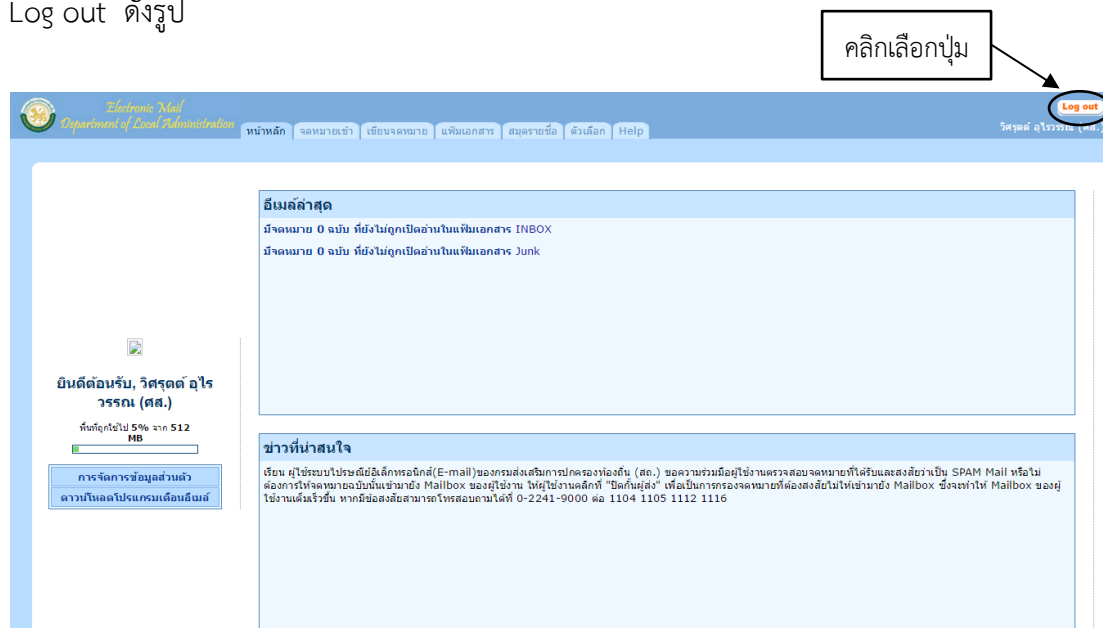 Log out ดังรูป
คลิกเลือกปุ่ม
Electronic Mail
Department of Local Administration
หน้าหลัก จดหมายเข้า เขียนจดหมาย แฟ้มเอกสาร สมุดรายชื่อ ตัวเลือก Help
Log out
วิศรุตต์ อุไรวรรณ (ศส.)
อีเมล์ล่าสุด
มีจดหมาย 0 ฉบับ ที่ยังไม่ถูกเปิดอ่านในแฟ้มเอกสาร INBOX
มีจดหมาย 0 ฉบับ ที่ยังไม่ถูกเปิดอ่านในแฟ้มเอกสาร Junk
ยินดีต้อนรับ, วิศรุตต์ อุไร
วรรณ (ศส.)
พื้นที่ถูกใช้ไป 5% จาก 512
MB
การจัดการข้อมูลส่วนตัว
ดาวน์โหลดโปรแกรมเตือนอีเมล์
ข่าวที่น่าสนใจ
เรียน ผู้ใช้ระบบไปรษณีย์อิเล็กทรอนิกส์(E-mail)ของกรมส่งเสริมการปกครองท้องถิ่น (สถ.) ขอความร่วมมือผู้ใช้งานตรวจสอบจดหมายที่ได้รับและสงสัยว่าเป็น SPAM Mail หรือไม่
ต้องการให้จดหมายฉบับนั้นเข้ามายัง Mailbox ของผู้ใช้งาน ให้ผู้ใช้งานคลิกที่ "ปิดกั้นผู้ส่ง" เพื่อเป็นการกรองจดหมายที่ต้องสงสัยไม่ให้เข้ามายัง Mailbox ซึ่งจะทำให้ Mailbox ของผู้
ใช้งานเต็มเร็วขึ้น หากมีข้อสงสัยสามารถโทรสอบถามได้ที่ 0-2241-9000 ต่อ 1104 1105 1112 1116